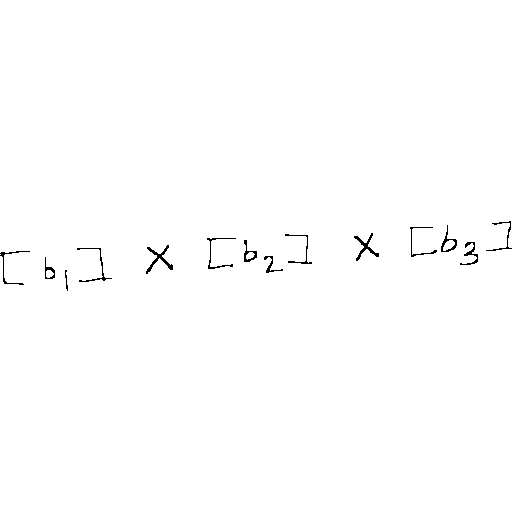 [b₁] × [b₂] × [b₃]